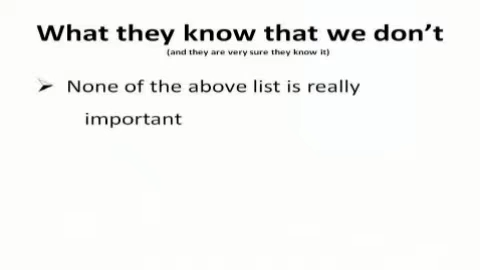 What they know that we don’t
(and they are very sure they know it)
➢ None of the above list is really
important